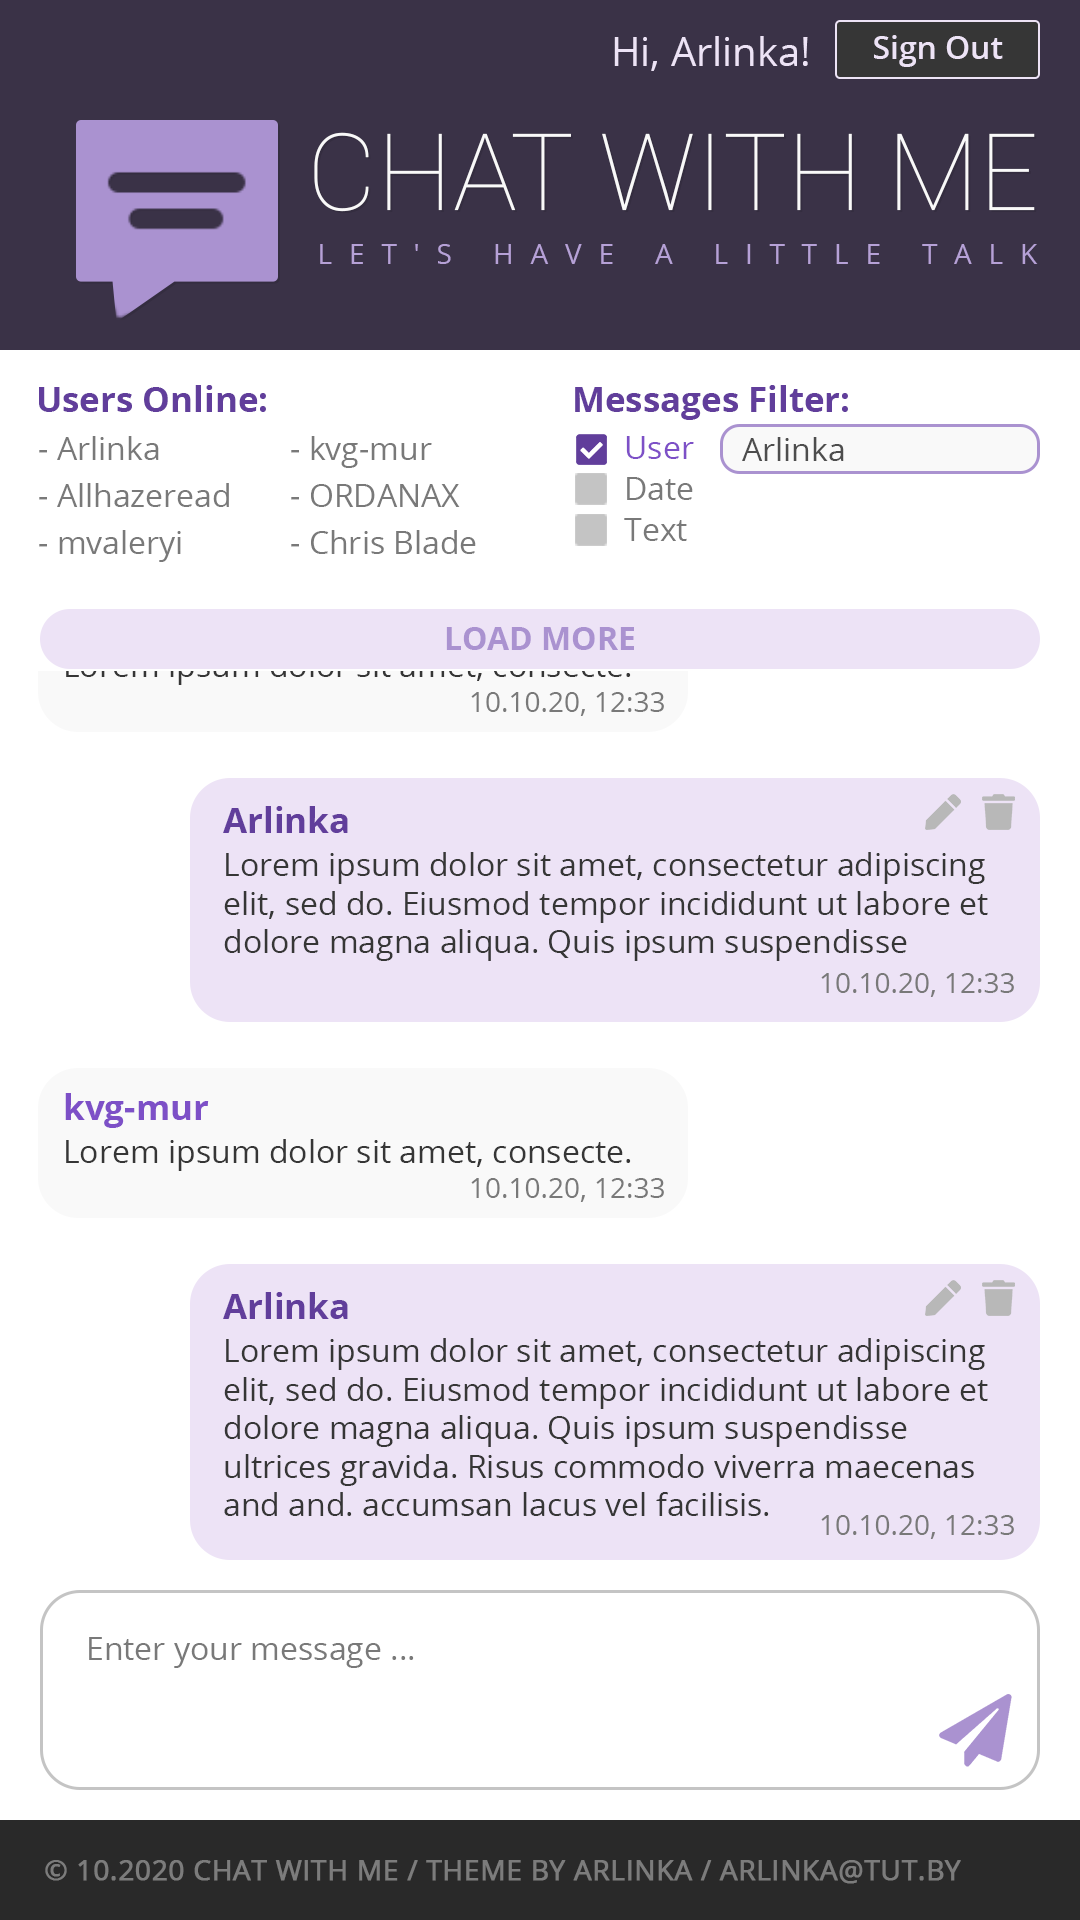 Hi, Arlinka!
Sign Out
CHAT WITH ME
LET'S HAVE A LITTLE TALK
Users Online:
- Arlinka
- Allhazeread
- mvaleryi
- kvg-mur
- ORDANAX
- Chris Blade
Messages Filter:
User
Arlinka
Date
Text
LOAD MORE
Lorem ipsum dolor sit amet, consecte.
10.10.20, 12:33
Arlinka
Lorem ipsum dolor sit amet, consectetur adipiscing
elit, sed do. Eiusmod tempor incididunt ut labore et
dolore magna aliqua. Quis ipsum suspendisse
10.10.20, 12:33
kvg-mur
Lorem ipsum dolor sit amet, consecte.
10.10.20, 12:33
Arlinka
Lorem ipsum dolor sit amet, consectetur adipiscing
elit, sed do. Eiusmod tempor incididunt ut labore et
dolore magna aliqua. Quis ipsum suspendisse
ultrices gravida. Risus commodo viverra maecenas
and and. accumsan lacus vel facilisis.
10.10.20, 12:33
Enter your message ...
© 10.2020 CHAT WITH ME / THEME BY ARLINKA / ARLINKA@TUT.BY